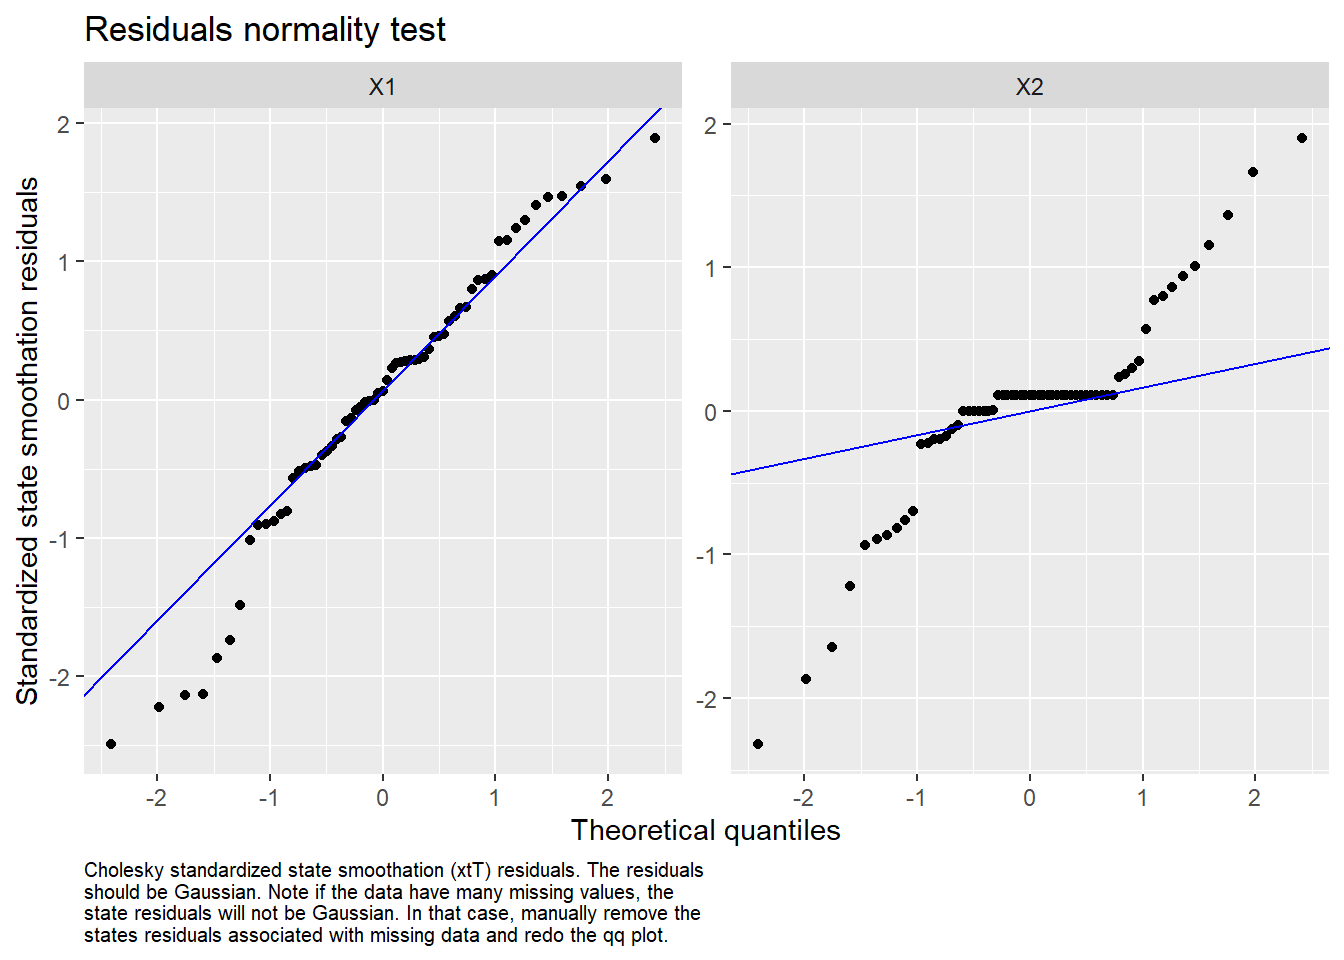 Residuals normality test
X1
X2
Standardized state smoothation residuals
2
1
0
-1
-2
2
1
0
-1
-2
-2
-1
0
1
2
-2
-1
0
1
2
Theoretical quantiles
Cholesky standardized state smoothation (xtT) residuals. The residuals
should be Gaussian. Note if the data have many missing values, the
state residuals will not be Gaussian. In that case, manually remove the
states residuals associated with missing data and redo the qq plot.